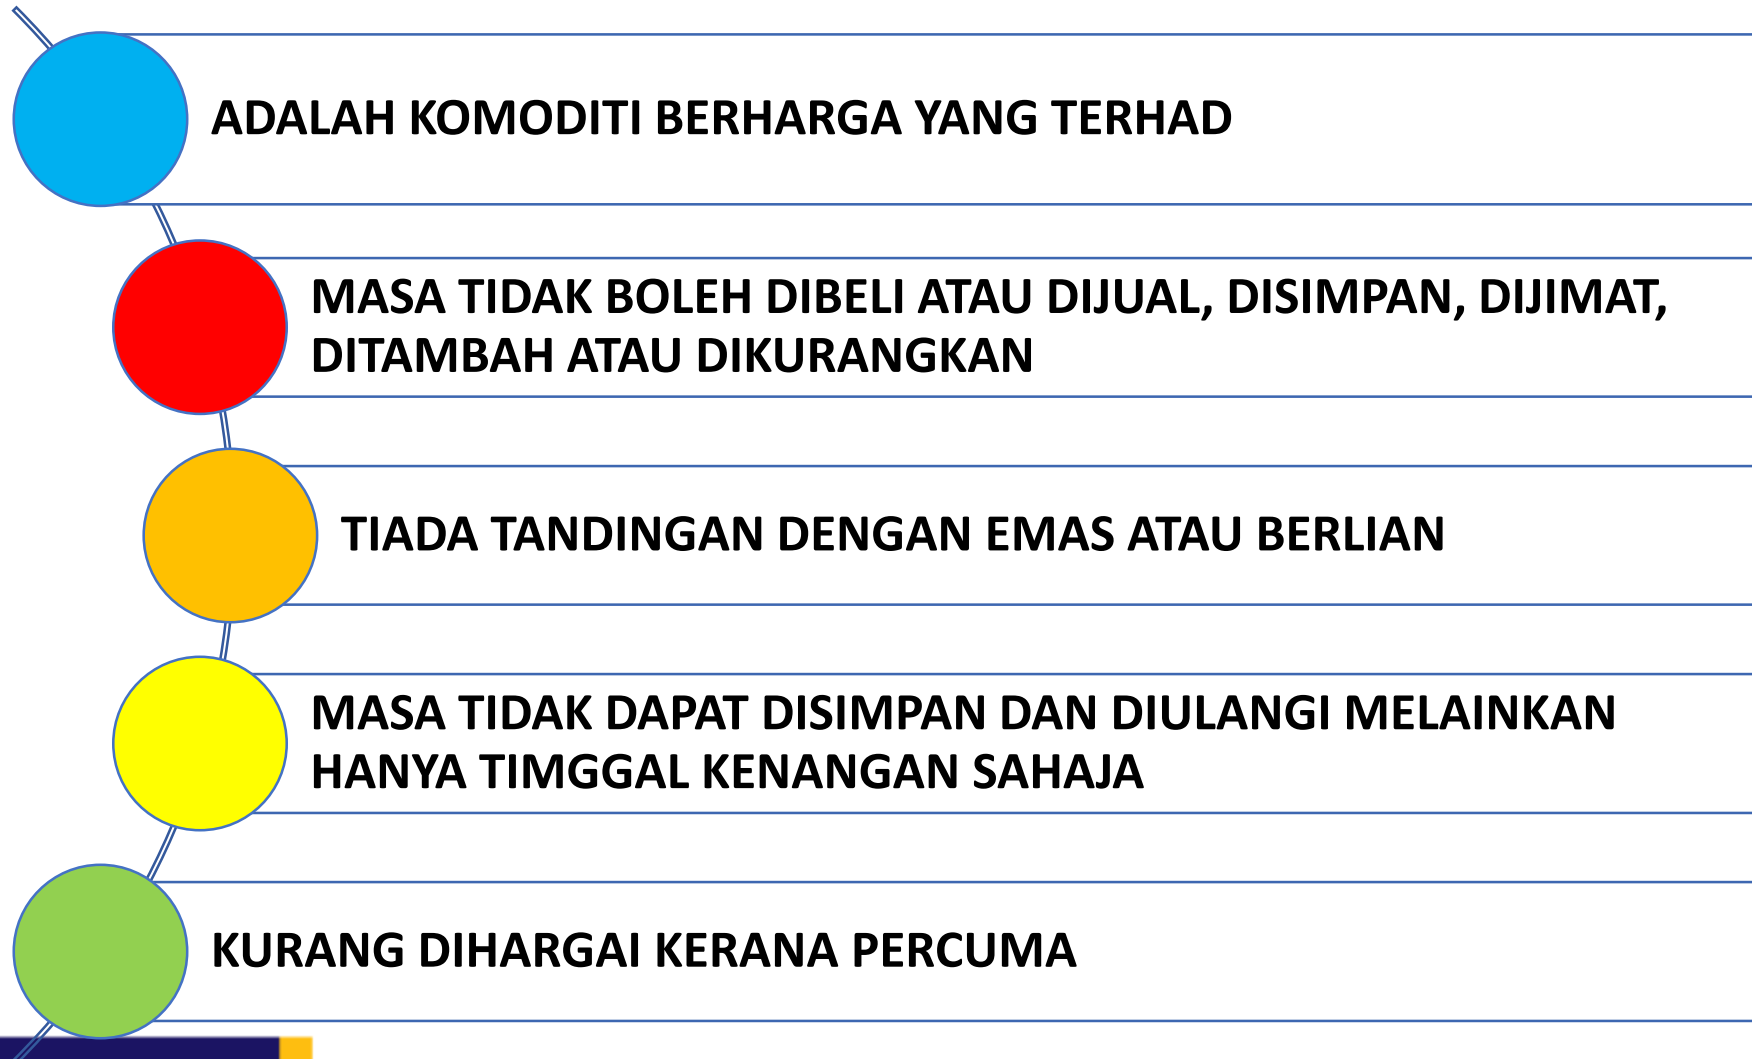 ADALAH KOMODITI BERHARGA YANG TERHAD
MASA TIDAK BOLEH DIBELI ATAU DIJUAL, DISIMPAN, DIJIMAT,
DITAMBAH ATAU DIKURANGKAN
TIADA TANDINGAN DENGAN EMAS ATAU BERLIAN
MASA TIDAK DAPAT DISIMPAN DAN DIULANGI MELAINKAN
HANYA TIMGGAL KENANGAN SAHAJA
KURANG DIHARGAI KERANA PERCUMA